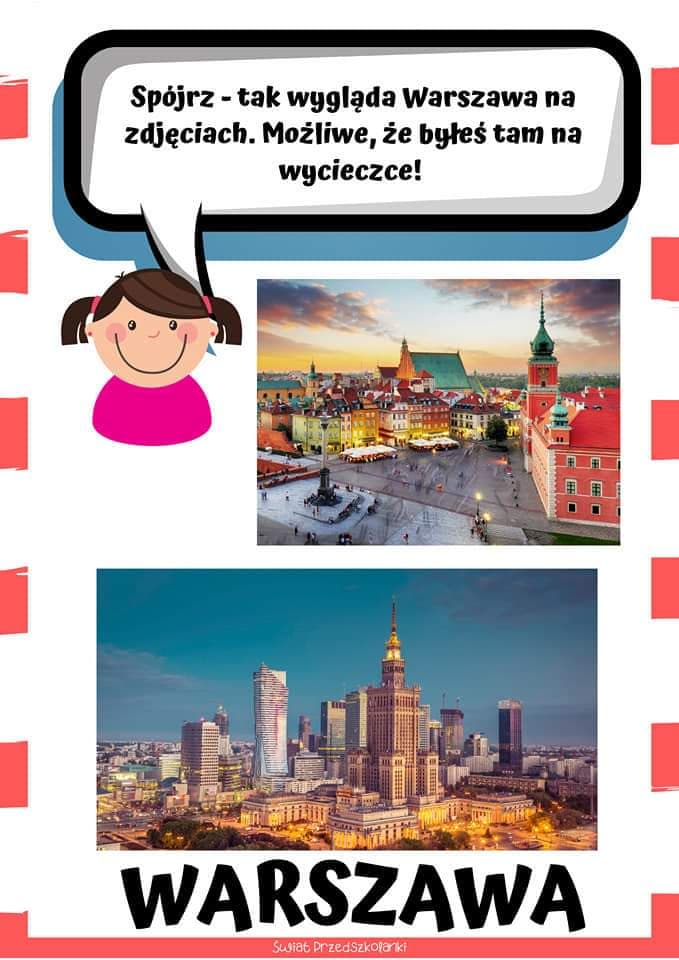 Spójrz - tak wygląda Warszawa na
zdjęciach. Możliwe, że byłeś tam na
wycieczce!
WARSZAWA
Świat Przedszkolanki